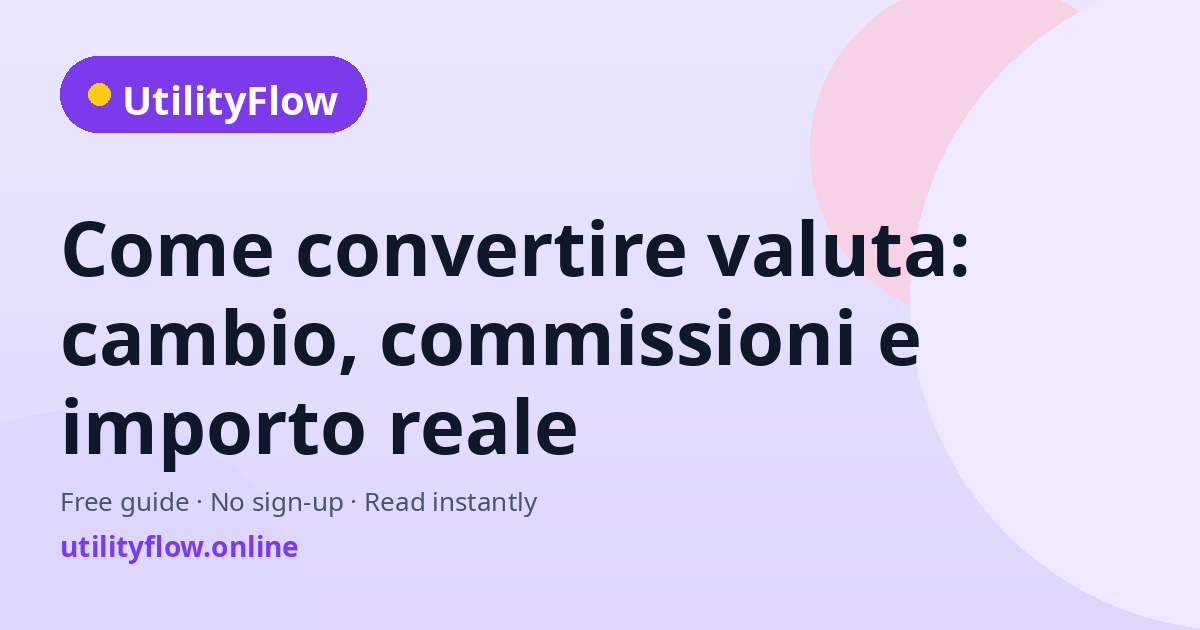 UtilityFlow
Come convertire valuta:
cambio, commissioni e
importo reale
Free guide · No sign-up · Read instantly
utilityflow.online